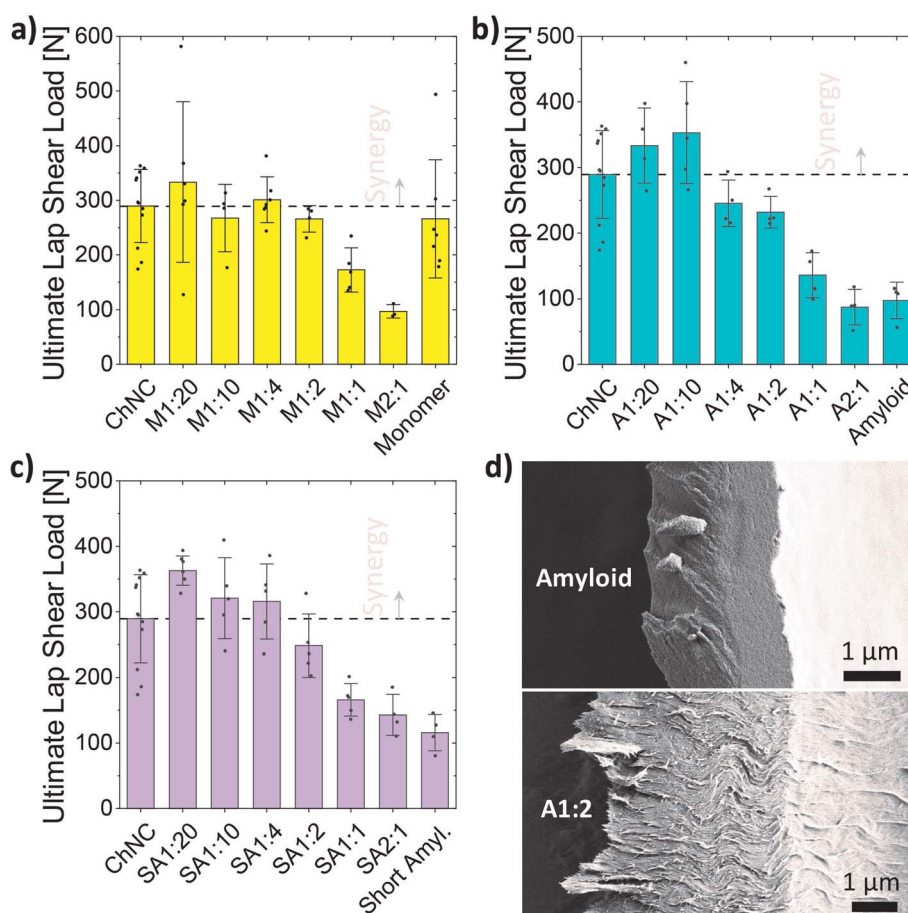 a)
Ultimate Lap Shear Load [N]
600
500
400
300
200
100
0
Synergy
ChNC
M1:20
M1:10
M1:4
M1:2
M1:1
M2:1
Monomer
b)
Ultimate Lap Shear Load [N]
500
400
300
200
100
0
Synergy
ChNC
A1:20
A1:10
A1:4
A1:2
A1:1
A2:1
Amyloid
c)
Ultimate Lap Shear Load [N]
500
400
300
200
100
0
Synergy
ChNC
SA1:20
SA1:10
SA1:4
SA1:2
SA1:1
SA2:1
Short Amyl.
d)
Amyloid
1 µm
A1:2
1 µm